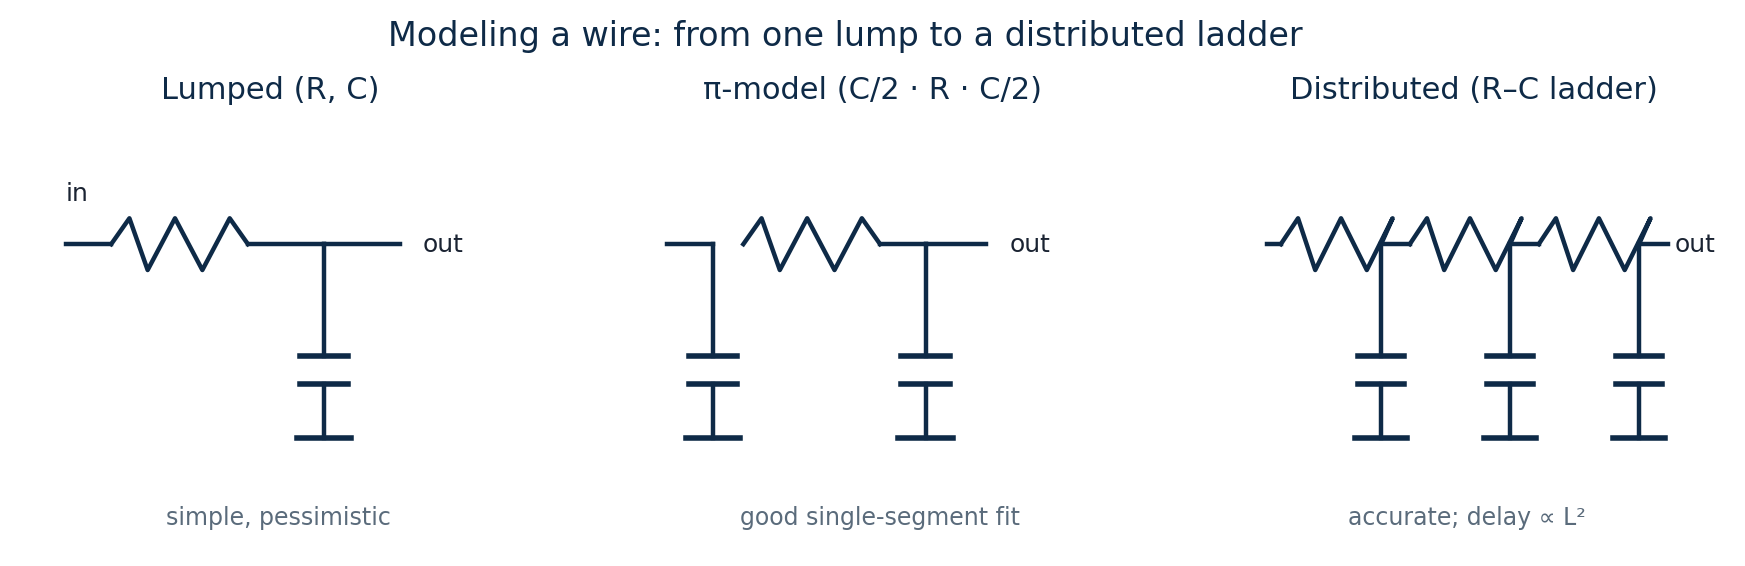 Modeling a wire: from one lump to a distributed ladder
Lumped (R, C)
π-model (C/2 · R · C/2)
Distributed (R–C ladder)
in
out
out
out
simple, pessimistic
good single-segment fit
accurate; delay ∝ L²